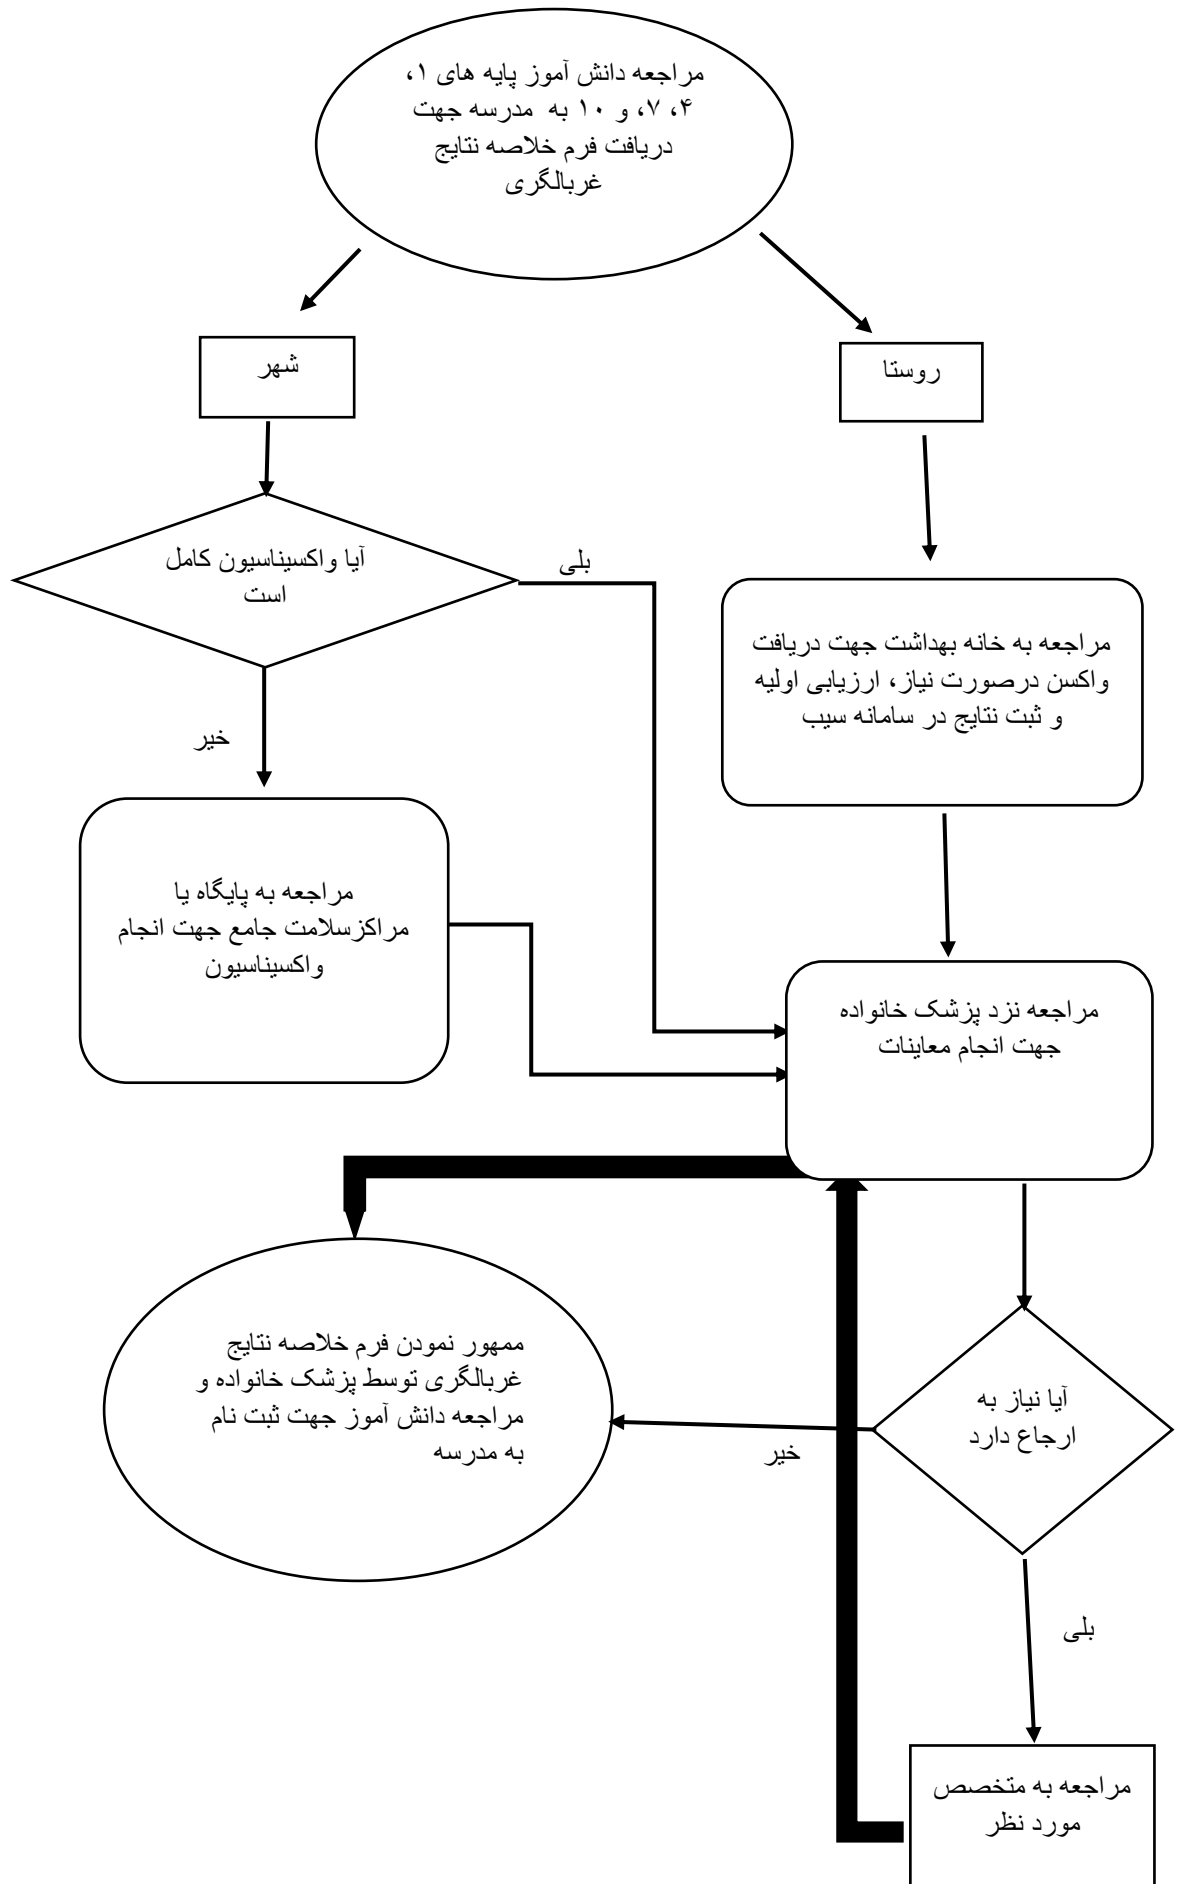 مراجعه دانش آموز پایه های ۱،
۴، ۷، و ۱۰ به مدرسه جهت
دریافت فرم خلاصه نتایج
غربالگری
شهر
روستا
آیا واکسیناسیون کامل
است
بلی
خیر
مراجعه به خانه بهداشت جهت دریافت
واکسن درصورت نیاز، ارزیابی اولیه
و ثبت نتایج در سامانه سیب
مراجعه به پایگاه یا
مراکزسلامت جامع جهت انجام
واکسیناسیون
مراجعه نزد پزشک خانواده
جهت انجام معاینات
ممهور نمودن فرم خلاصه نتایج
غربالگری توسط پزشک خانواده و
مراجعه دانش آموز جهت ثبت نام
به مدرسه
آیا نیاز به
ارجاع دارد
خیر
بلی
مراجعه به متخصص
مورد نظر